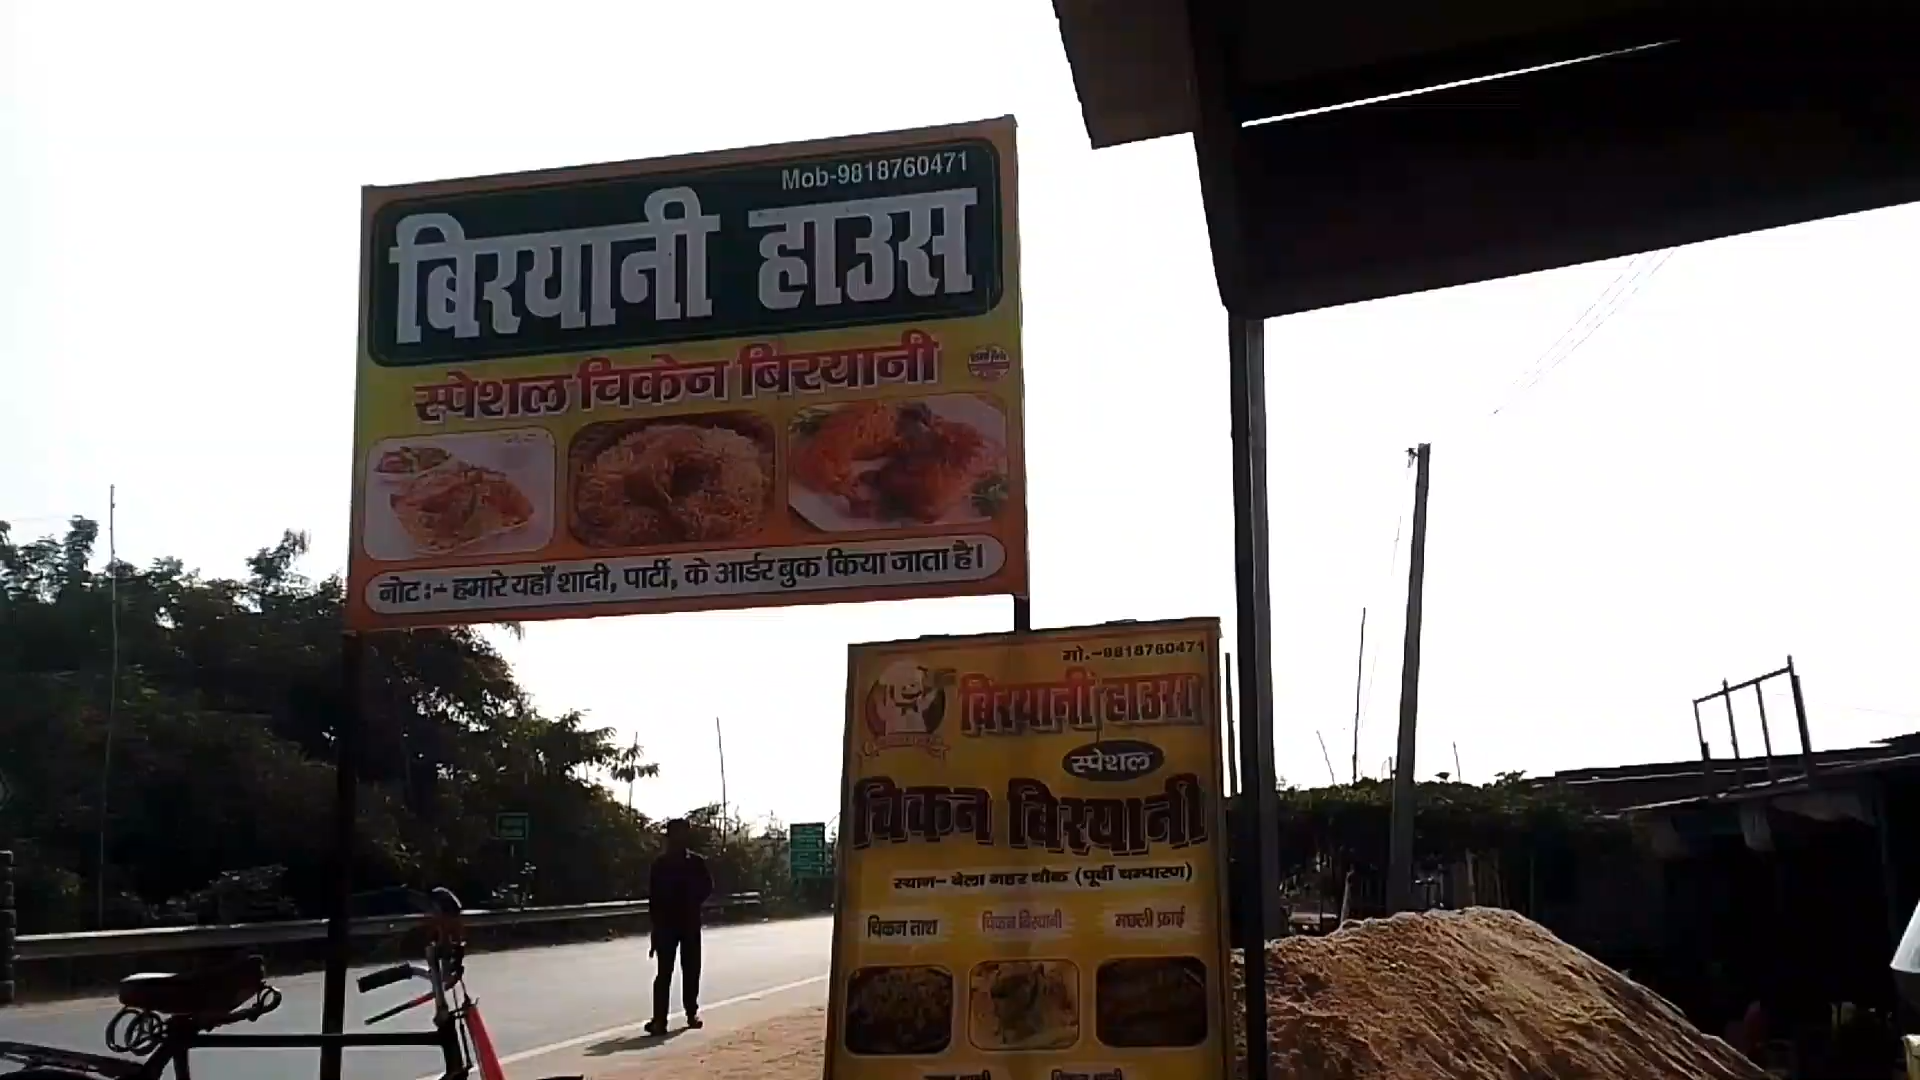 Mob-9818760471
बिरयानी हाउस
स्पेशल चिकेन बिरयानी
नोट :- हमारे यहाँ शादी, पार्टी, के आर्डर बुक किया जाता है।
मो.-9818760471
बिरयानी हाउस
स्पेशल
चिकन बिरयानी
स्थान- बेला नहर चौक (पूर्वी चम्पारण)
चिकन ताश चिकन बिरयानी मछली फ्राई